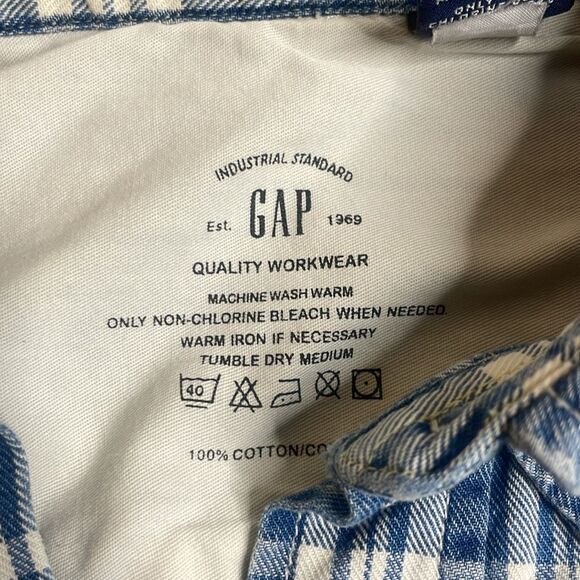 ONLY
INDUSTRIAL STANDARD
Est. GAP 1969
QUALITY WORKWEAR
MACHINE WASH WARM
ONLY NON-CHLORINE BLEACH WHEN NEEDED.
WARM IRON IF NECESSARY
TUMBLE DRY MEDIUM
40
100% COTTON/CO